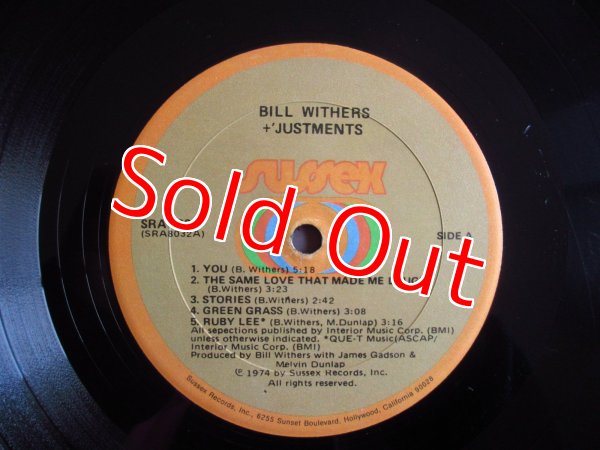 BILL WITHERS
+'JUSTMENTS
sussex
Sold Out
(SRA8032A)
SIDE A
1. YOU (B. Withers) 5:18
2. THE SAME LOVE THAT MADE ME
(B.Withers) 3:23
3. STORIES (B.Withers) 2:42
4. GREEN GRASS (B.Withers) 3:08
5. RUBY LEE* (B.Withers, M.Dunlap) 3:16
All sepections published by Interior Music Corp. (BMI)
unless otherwise indicated. *QUE-T Music(ASCAP/
Interior Music Corp. (BMI)
Produced by Bill Withers with James Gadson &
Melvin Dunlap
© 1974 by Sussex Records, Inc.
All rights reserved.
Sussex Records, Inc., 6255 Sunset Boulevard, Hollywood, California 90028